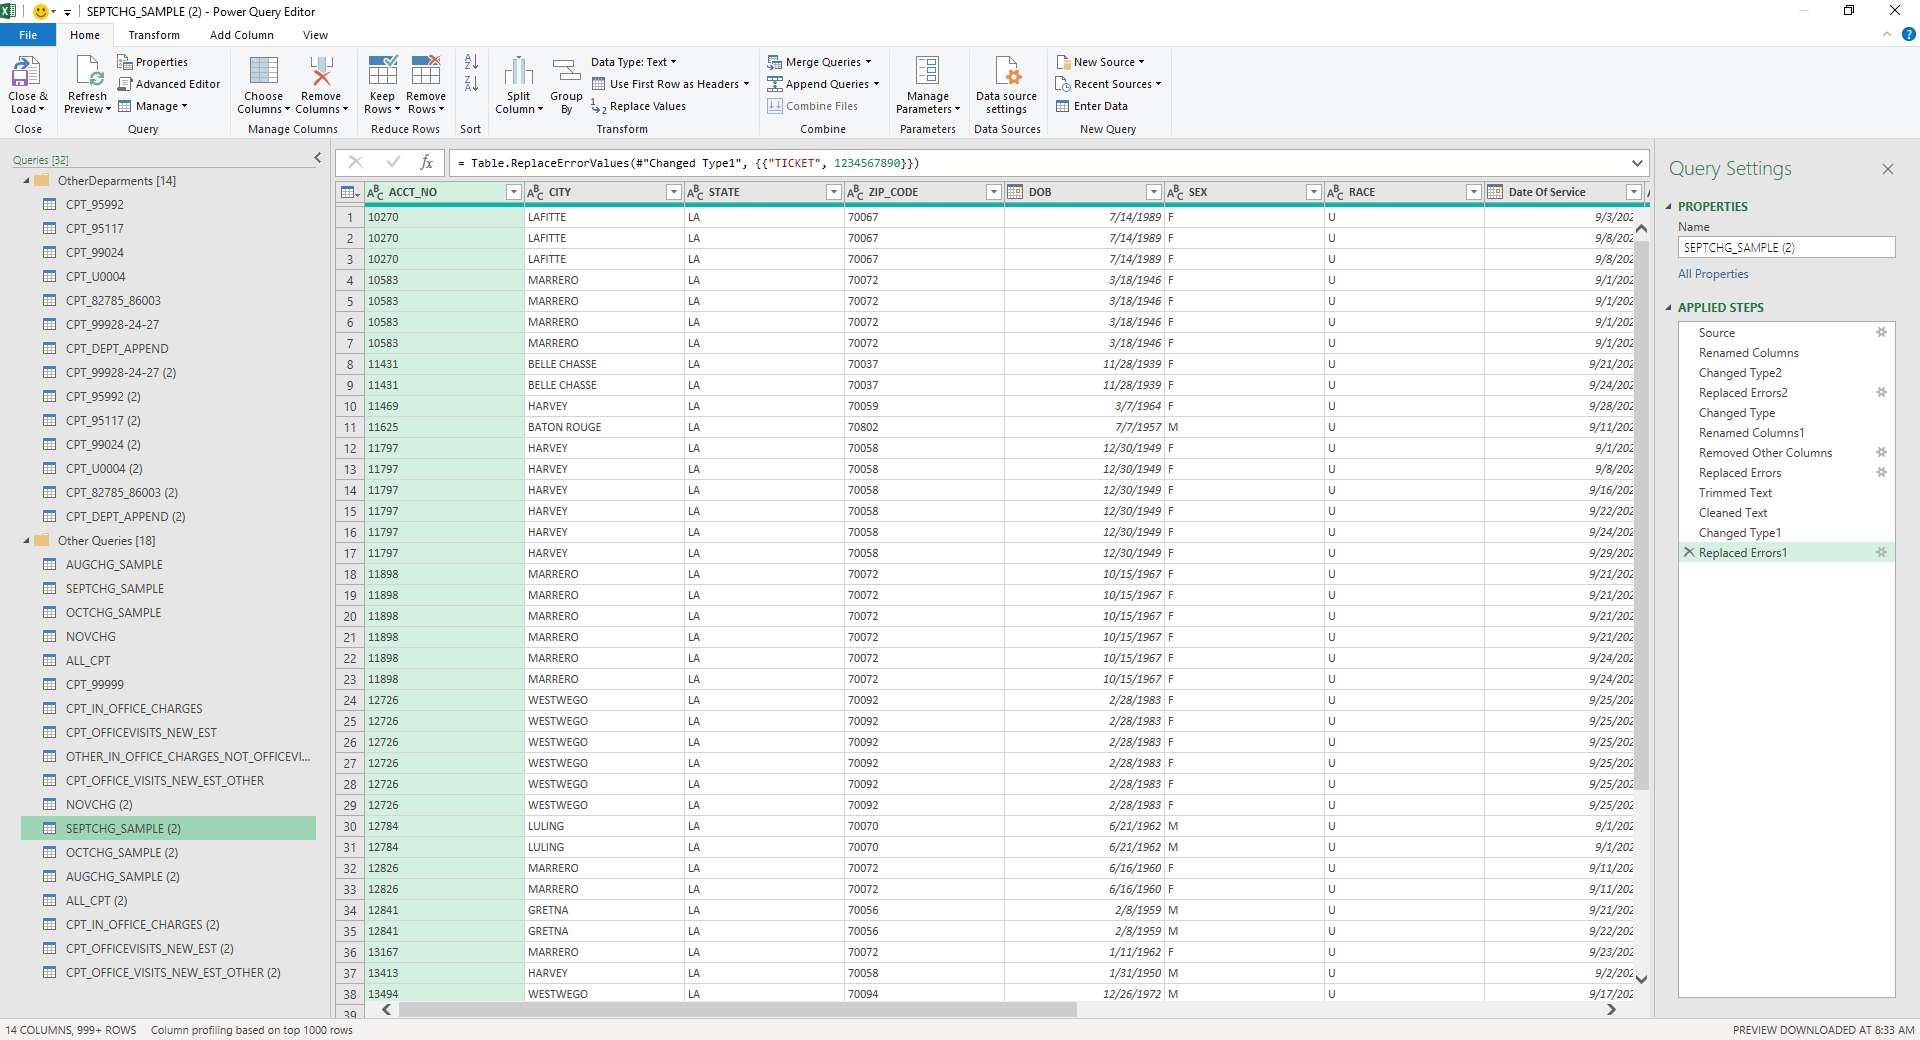 SEPTCHG_SAMPLE (2) - Power Query Editor
File Home Transform Add Column View
Close & Load
Close
Refresh Preview
Properties
Advanced Editor
Manage
Query
Choose Columns
Remove Columns
Manage Columns
Keep Rows
Remove Rows
Reduce Rows
Sort
Split Column
Group By
Data Type: Text
Use First Row as Headers
Replace Values
Transform
Merge Queries
Append Queries
Combine Files
Combine
Manage Parameters
Parameters
Data source settings
Data Sources
New Source
Recent Sources
Enter Data
New Query
Queries [32]
OtherDeparments [14]
CPT_95992
CPT_95117
CPT_99024
CPT_U0004
CPT_82785_86003
CPT_99928-24-27
CPT_DEPT_APPEND
CPT_99928-24-27 (2)
CPT_95992 (2)
CPT_95117 (2)
CPT_99024 (2)
CPT_U0004 (2)
CPT_82785_86003 (2)
CPT_DEPT_APPEND (2)
Other Queries [18]
AUGCHG_SAMPLE
SEPTCHG_SAMPLE
OCTCHG_SAMPLE
NOVCHG
ALL_CPT
CPT_99999
CPT_IN_OFFICE_CHARGES
CPT_OFFICEVISITS_NEW_EST
OTHER_IN_OFFICE_CHARGES_NOT_OFFICEVI...
CPT_OFFICE_VISITS_NEW_EST_OTHER
NOVCHG (2)
SEPTCHG_SAMPLE (2)
OCTCHG_SAMPLE (2)
AUGCHG_SAMPLE (2)
ALL_CPT (2)
CPT_IN_OFFICE_CHARGES (2)
CPT_OFFICEVISITS_NEW_EST (2)
CPT_OFFICE_VISITS_NEW_EST_OTHER (2)
fx = Table.ReplaceErrorValues(#"Changed Type1", {{"TICKET", 1234567890}})
ACCT_NO CITY STATE ZIP_CODE DOB SEX RACE Date Of Service
1 10270 LAFITTE LA 70067 7/14/1989 F U 9/3/202
2 10270 LAFITTE LA 70067 7/14/1989 F U 9/8/202
3 10270 LAFITTE LA 70067 7/14/1989 F U 9/8/202
4 10583 MARRERO LA 70072 3/18/1946 F U 9/1/202
5 10583 MARRERO LA 70072 3/18/1946 F U 9/1/202
6 10583 MARRERO LA 70072 3/18/1946 F U 9/1/202
7 10583 MARRERO LA 70072 3/18/1946 F U 9/1/202
8 11431 BELLE CHASSE LA 70037 11/28/1939 F U 9/21/202
9 11431 BELLE CHASSE LA 70037 11/28/1939 F U 9/24/202
10 11469 HARVEY LA 70059 3/7/1964 F U 9/28/202
11 11625 BATON ROUGE LA 70802 7/7/1957 M U 9/11/202
12 11797 HARVEY LA 70058 12/30/1949 F U 9/1/202
13 11797 HARVEY LA 70058 12/30/1949 F U 9/8/202
14 11797 HARVEY LA 70058 12/30/1949 F U 9/16/202
15 11797 HARVEY LA 70058 12/30/1949 F U 9/22/202
16 11797 HARVEY LA 70058 12/30/1949 F U 9/24/202
17 11797 HARVEY LA 70058 12/30/1949 F U 9/29/202
18 11898 MARRERO LA 70072 10/15/1967 F U 9/21/202
19 11898 MARRERO LA 70072 10/15/1967 F U 9/21/202
20 11898 MARRERO LA 70072 10/15/1967 F U 9/21/202
21 11898 MARRERO LA 70072 10/15/1967 F U 9/21/202
22 11898 MARRERO LA 70072 10/15/1967 F U 9/24/202
23 11898 MARRERO LA 70072 10/15/1967 F U 9/24/202
24 12726 WESTWEGO LA 70092 2/28/1983 F U 9/25/202
25 12726 WESTWEGO LA 70092 2/28/1983 F U 9/25/202
26 12726 WESTWEGO LA 70092 2/28/1983 F U 9/25/202
27 12726 WESTWEGO LA 70092 2/28/1983 F U 9/25/202
28 12726 WESTWEGO LA 70092 2/28/1983 F U 9/25/202
29 12726 WESTWEGO LA 70092 2/28/1983 F U 9/25/202
30 12784 LULING LA 70070 6/21/1962 M U 9/1/202
31 12784 LULING LA 70070 6/21/1962 M U 9/1/202
32 12826 MARRERO LA 70072 6/16/1960 F U 9/11/202
33 12826 MARRERO LA 70072 6/16/1960 F U 9/11/202
34 12841 GRETNA LA 70056 2/8/1959 M U 9/21/202
35 12841 GRETNA LA 70056 2/8/1959 M U 9/22/202
36 13167 MARRERO LA 70072 1/11/1962 F U 9/23/202
37 13413 HARVEY LA 70058 1/31/1950 M U 9/2/202
38 13494 WESTWEGO LA 70094 12/26/1972 M U 9/17/202
39
Query Settings
PROPERTIES
Name
SEPTCHG_SAMPLE (2)
All Properties
APPLIED STEPS
Source
Renamed Columns
Changed Type2
Replaced Errors2
Changed Type
Renamed Columns1
Removed Other Columns
Replaced Errors
Trimmed Text
Cleaned Text
Changed Type1
Replaced Errors1
14 COLUMNS, 999+ ROWS Column profiling based on top 1000 rows
PREVIEW DOWNLOADED AT 8:33 AM